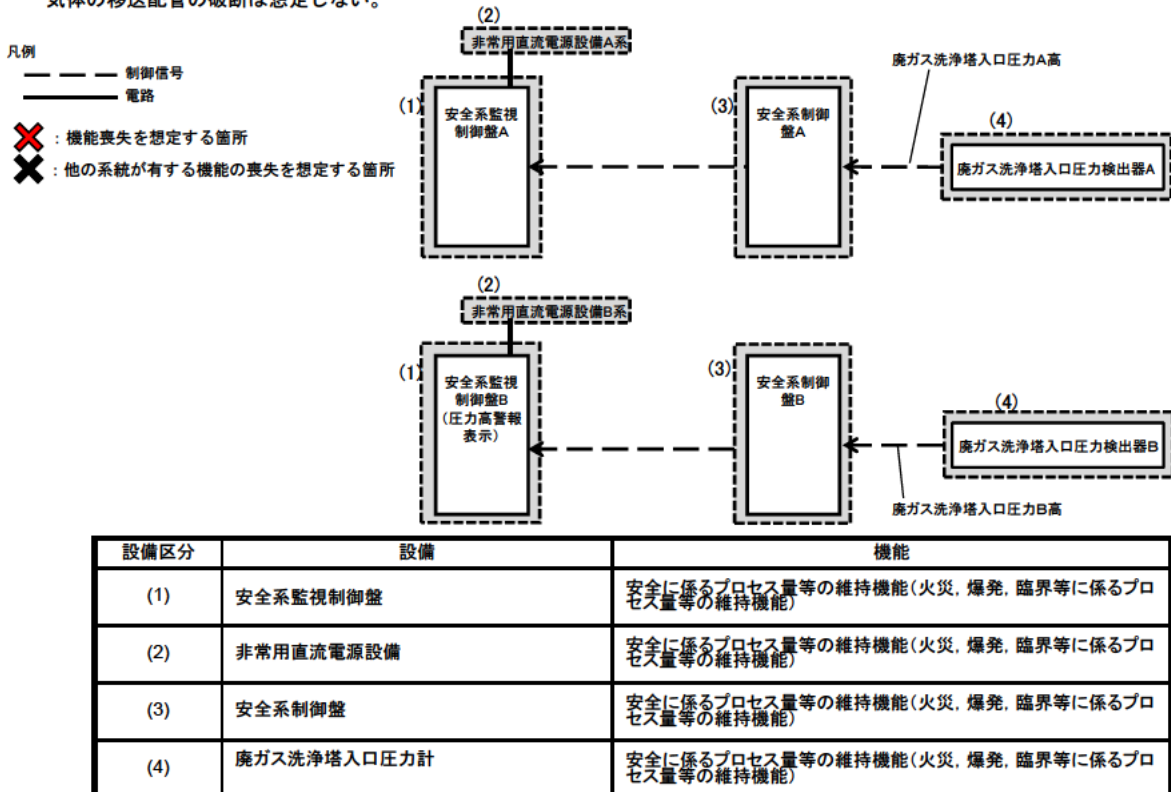 気体の移送配管の破断は想定しない。
凡例
制御信号
電路
：機能喪失を想定する箇所
：他の系統が有する機能の喪失を想定する箇所
(2)
非常用直流電源設備A系
(1)
安全系監視
制御盤A
(3)
安全系制御
盤A
廃ガス洗浄塔入口圧力A高
(4)
廃ガス洗浄塔入口圧力検出器A
(2)
非常用直流電源設備B系
(1)
安全系監視
制御盤B
(圧力高警報
表示)
(3)
安全系制御
盤B
(4)
廃ガス洗浄塔入口圧力検出器B
廃ガス洗浄塔入口圧力B高
設備区分 設備 機能
(1) 安全系監視制御盤 安全に係るプロセス量等の維持機能(火災, 爆発, 臨界等に係るプロ
セス量等の維持機能)
(2) 非常用直流電源設備 安全に係るプロセス量等の維持機能(火災, 爆発, 臨界等に係るプロ
セス量等の維持機能)
(3) 安全系制御盤 安全に係るプロセス量等の維持機能(火災, 爆発, 臨界等に係るプロ
セス量等の維持機能)
(4) 廃ガス洗浄塔入口圧力計 安全に係るプロセス量等の維持機能(火災, 爆発, 臨界等に係るプロ
セス量等の維持機能)